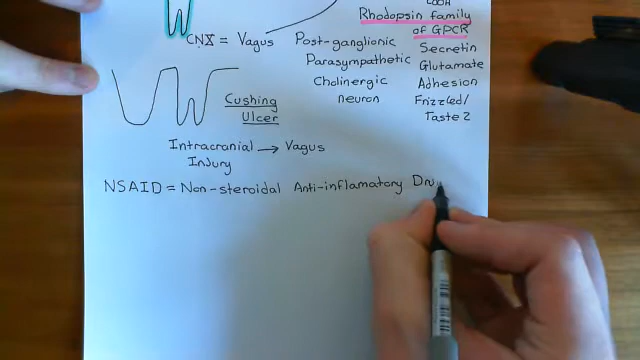 COOH
Rhodopsin family
of GPCR
CNX = Vagus
Post-ganglionic
Parasympathetic
Cholinergic
neuron
Secretin
Glutamate
Adhesion
Frizzled/
Taste 2
Cushing
Ulcer
Intracranial → Vagus
Injury
NSAID = Non-steroidal Anti-inflamatory Dru